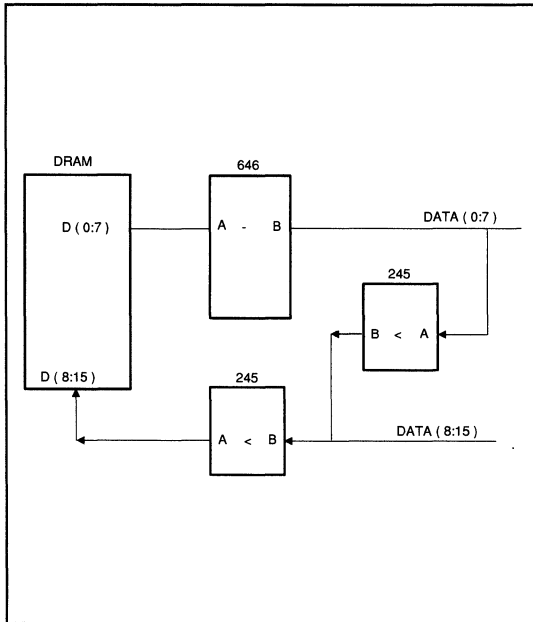 646
DRAM
D ( 0:7 )
A - B
DATA ( 0:7 )
245
B < A
D ( 8:15 )
245
A < B
DATA ( 8:15 )